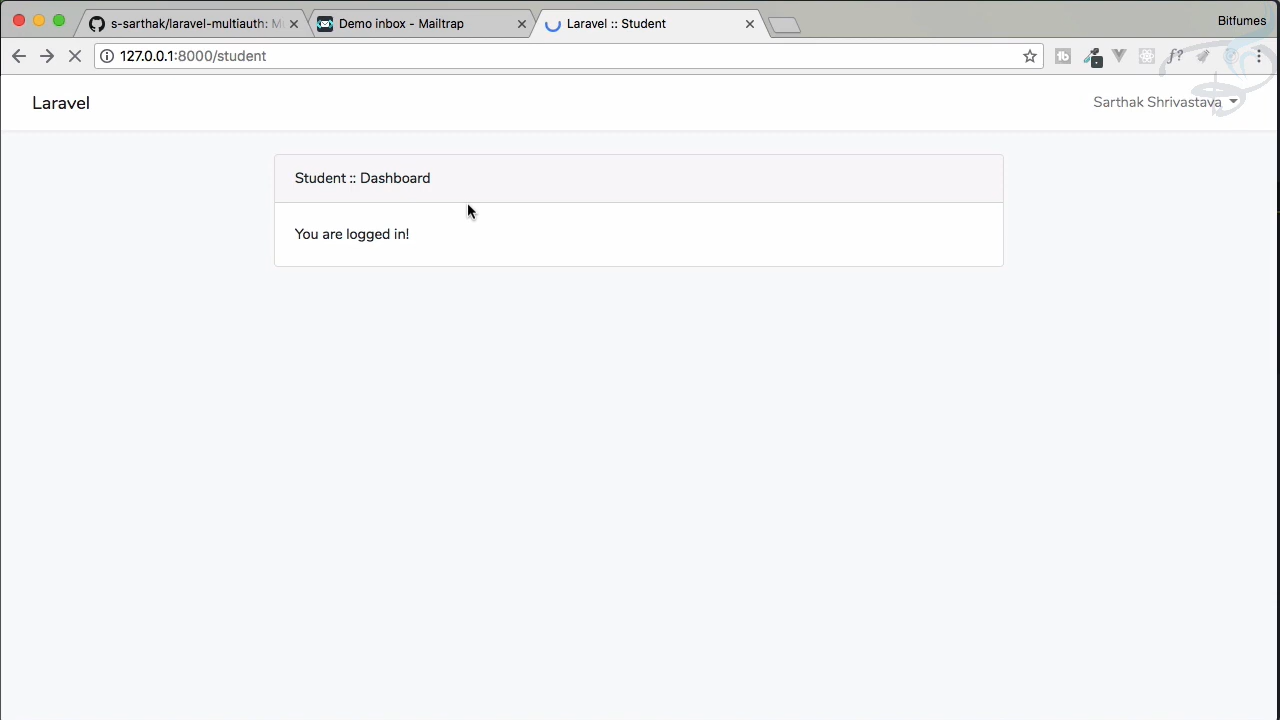 s-sarthak/laravel-multiauth: M
Demo inbox - Mailtrap
Laravel :: Student
Bitfumes
127.0.0.1:8000/student
tb
f?
Laravel
Sarthak Shrivastava
Student :: Dashboard
You are logged in!